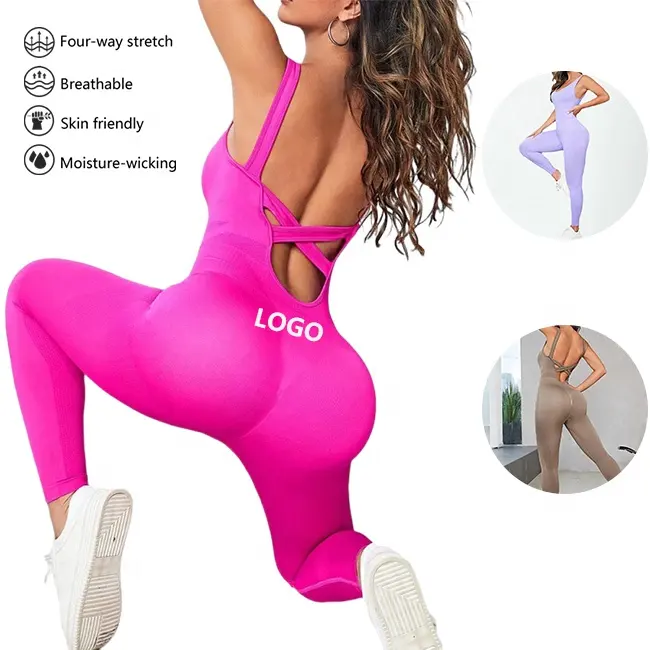 Four-way stretch
Breathable
Skin friendly
Moisture-wicking
LOGO